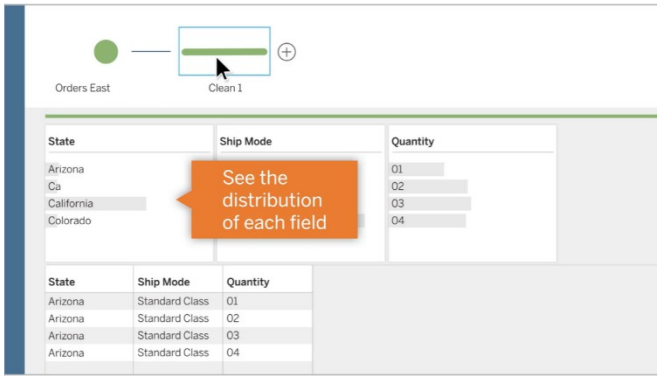 Orders East
Clean 1
State
Ship Mode
Quantity
Arizona
Ca
California
Colorado
See the
distribution
of each field
01
02
03
04
State Ship Mode Quantity
Arizona Standard Class 01
Arizona Standard Class 02
Arizona Standard Class 03
Arizona Standard Class 04